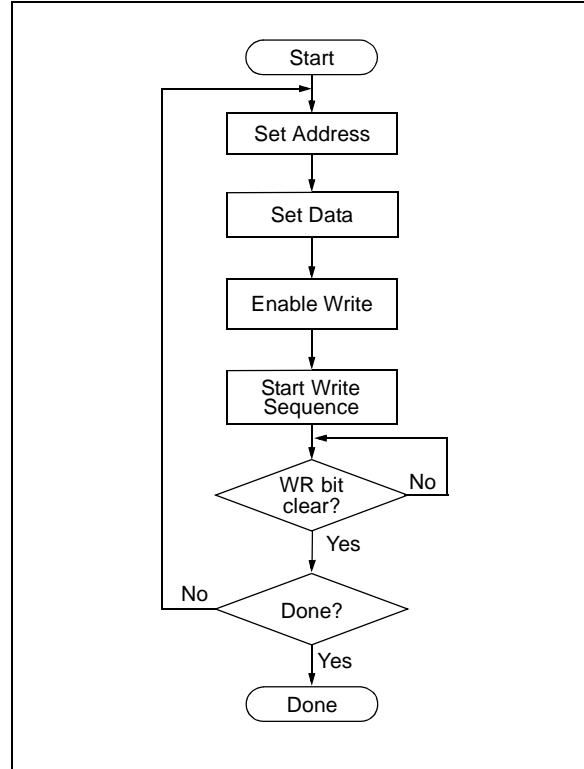 Start
Set Address
Set Data
Enable Write
Start Write
Sequence
WR bit
clear?
No
Yes
No
Done?
Yes
Done